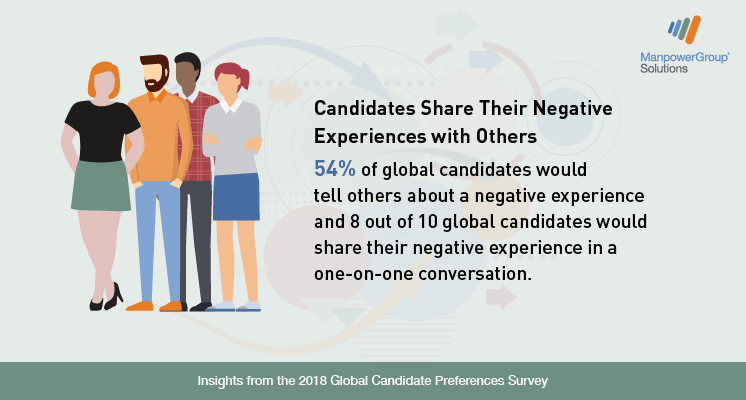 ManpowerGroup®
Solutions
Candidates Share Their Negative
Experiences with Others
54% of global candidates would
tell others about a negative experience
and 8 out of 10 global candidates would
share their negative experience in a
one-on-one conversation.
Insights from the 2018 Global Candidate Preferences Survey